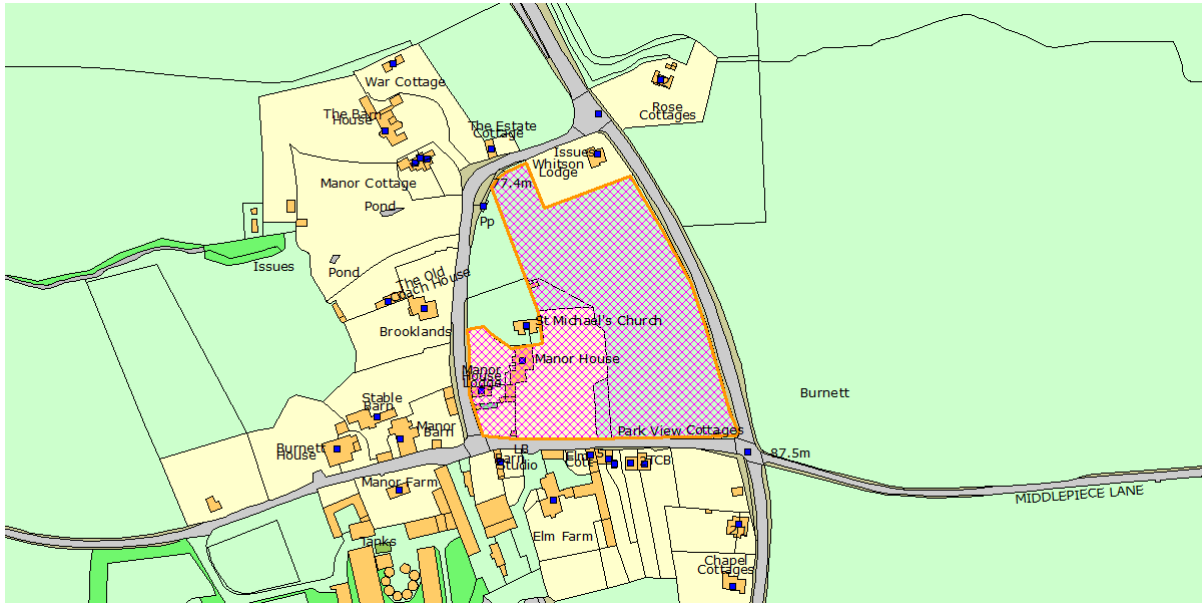 War Cottage
The Barn
House
Rose
Cottages
The Estate
Cottage
Issues
Whitson
Lodge
77.4m
Manor Cottage
Pond
Pp
Issues
Pond
The Old
Coach House
Brooklands
St Michael's Church
Manor House
Manor
House
Lodge
Burnett
Stable
Barn
Manor
Barn
Park View Cottages
Burnett
House
LB
Barn
Studio
Elm
Cott
TCB
87.5m
Manor Farm
MIDDLEPIECE LANE
Elm Farm
Tanks
Chapel
Cottages